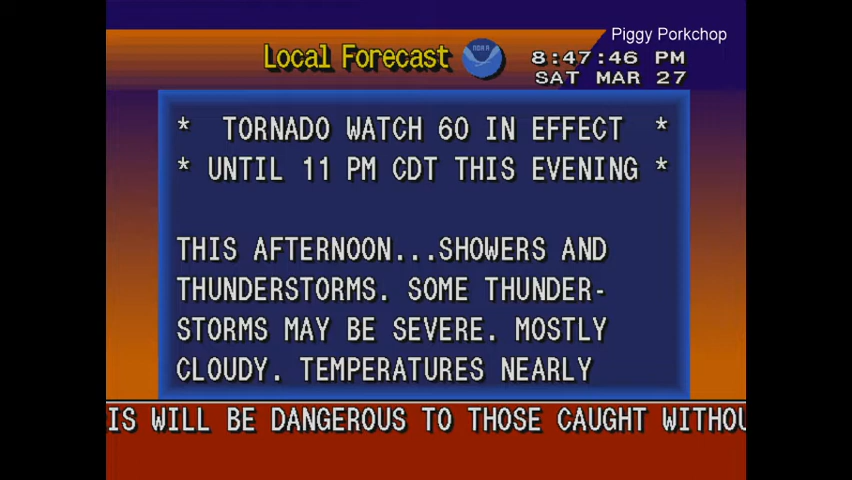 Piggy Porkchop
Local Forecast
NOAA
8:47:46 PM
SAT MAR 27
* TORNADO WATCH 60 IN EFFECT *
* UNTIL 11 PM CDT THIS EVENING *
THIS AFTERNOON...SHOWERS AND
THUNDERSTORMS. SOME THUNDER-
STORMS MAY BE SEVERE. MOSTLY
CLOUDY. TEMPERATURES NEARLY
IS WILL BE DANGEROUS TO THOSE CAUGHT WITHOU